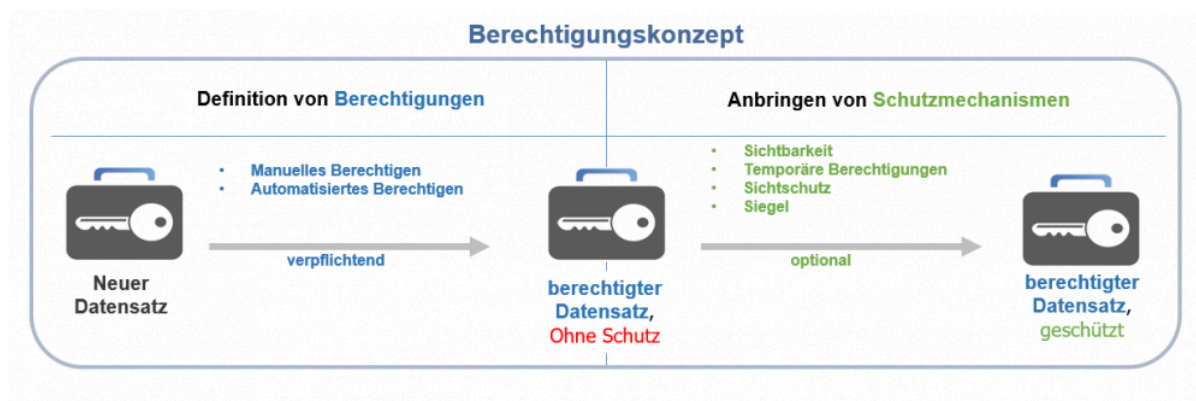 Berechtigungskonzept
Definition von Berechtigungen
Anbringen von Schutzmechanismen
• Manuelles Berechtigen
• Automatisiertes Berechtigen
• Sichtbarkeit
• Temporäre Berechtigungen
• Sichtschutz
• Siegel
verpflichtend
optional
Neuer
Datensatz
berechtigter
Datensatz,
Ohne Schutz
berechtigter
Datensatz,
geschützt